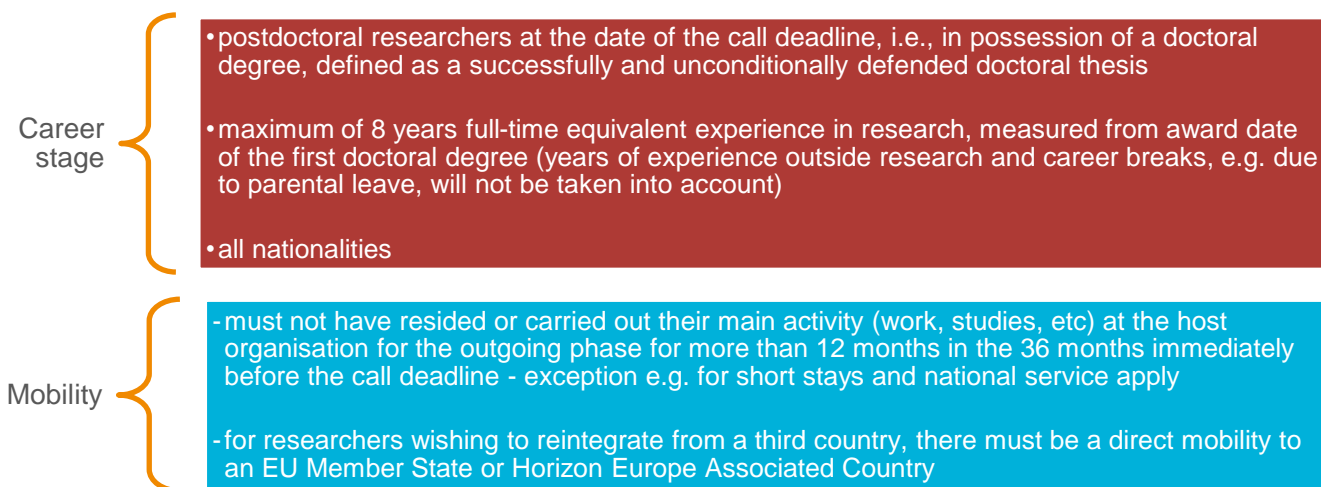 Career
stage
•postdoctoral researchers at the date of the call deadline, i.e., in possession of a doctoral
degree, defined as a successfully and unconditionally defended doctoral thesis
•maximum of 8 years full-time equivalent experience in research, measured from award date
of the first doctoral degree (years of experience outside research and career breaks, e.g. due
to parental leave, will not be taken into account)
•all nationalities
Mobility
-must not have resided or carried out their main activity (work, studies, etc) at the host
organisation for the outgoing phase for more than 12 months in the 36 months immediately
before the call deadline - exception e.g. for short stays and national service apply
-for researchers wishing to reintegrate from a third country, there must be a direct mobility to
an EU Member State or Horizon Europe Associated Country